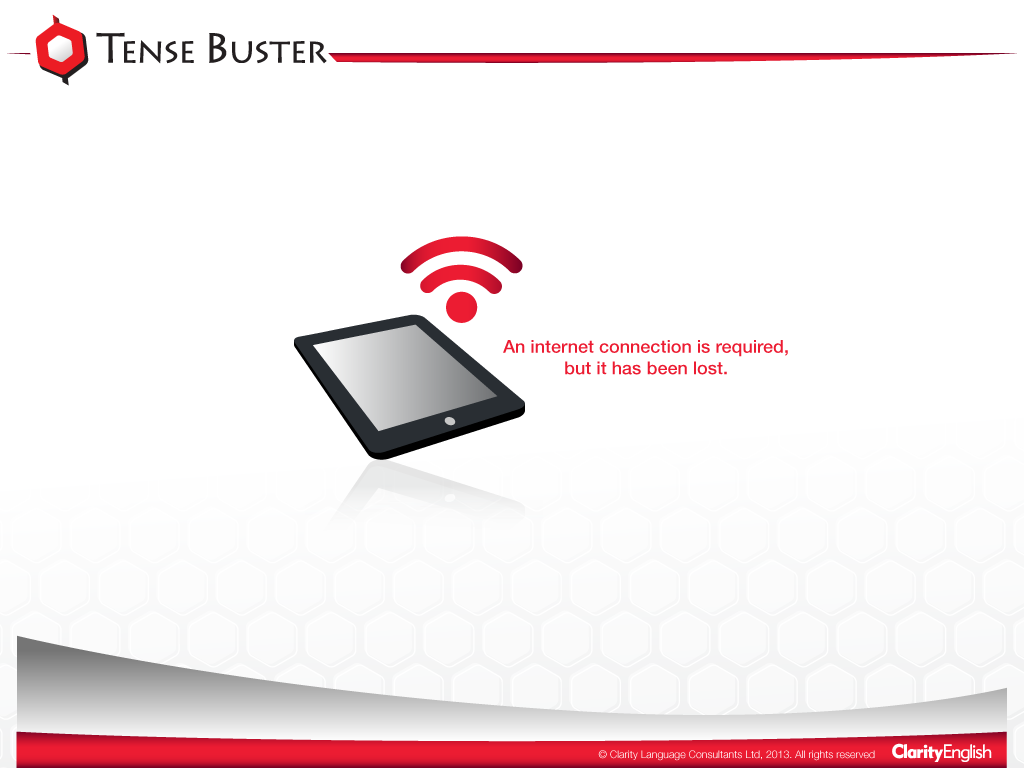 TENSE BUSTER
An internet connection is required,
but it has been lost.
© Clarity Language Consultants Ltd, 2013. All rights reserved
ClarityEnglish